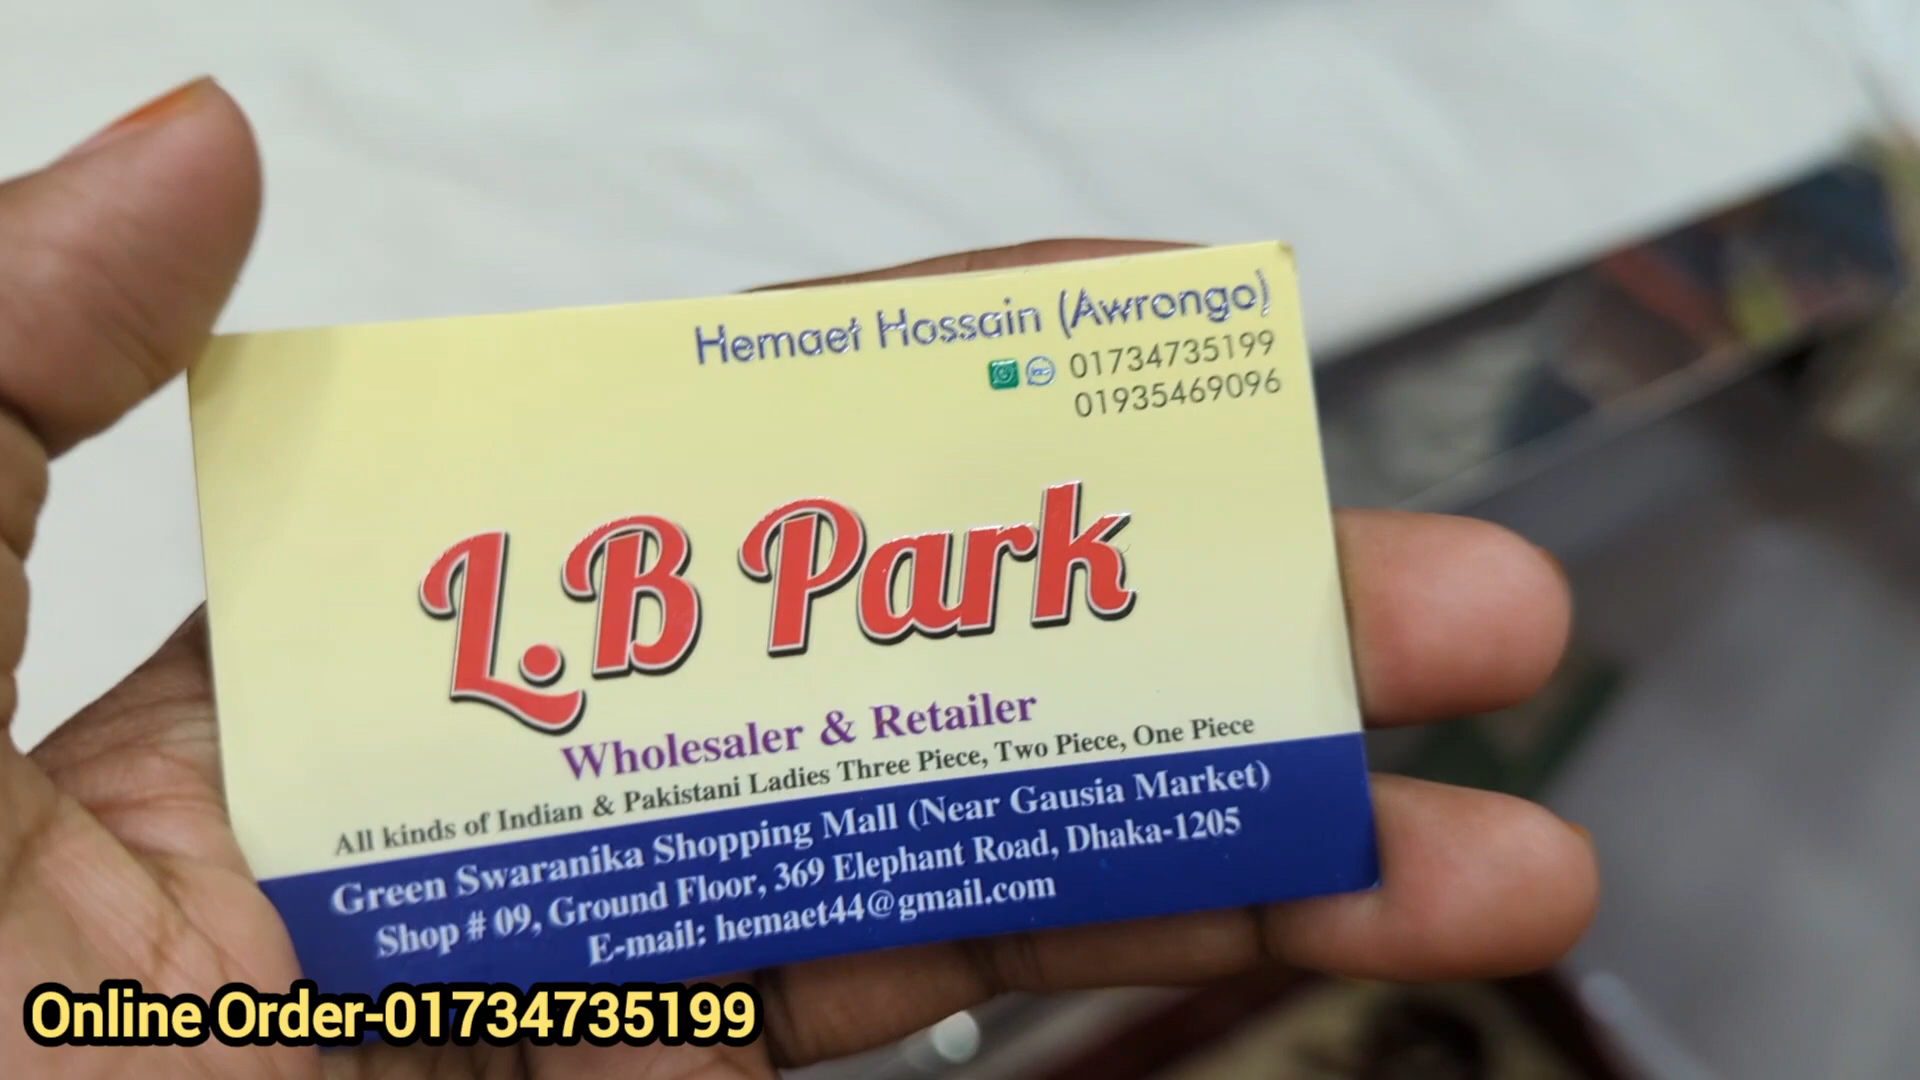 Hemaet Hossain (Awrongo)
01734735199
01935469096
L.B Park
Wholesaler & Retailer
All kinds of Indian & Pakistani Ladies Three Piece, Two Piece, One Piece
Green Swaranika Shopping Mall (Near Gausia Market)
Shop # 09, Ground Floor, 369 Elephant Road, Dhaka-1205
E-mail: hemaet44@gmail.com
Online Order-01734735199